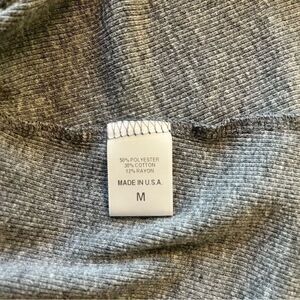 50% POLYESTER
38% COTTON
12% RAYON
MADE IN U.S.A.
M